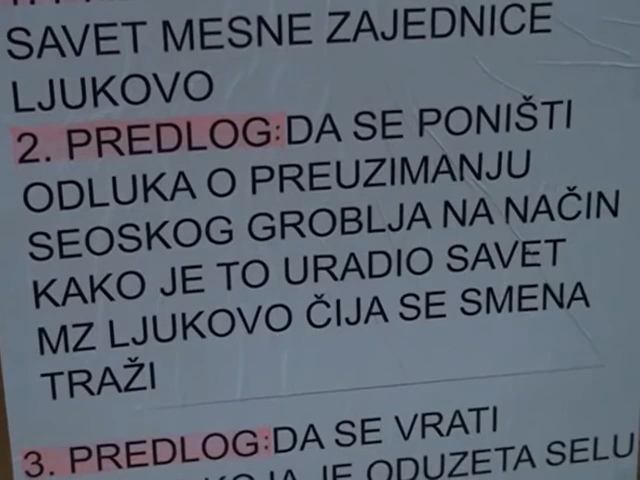 SAVET MESNE ZAJEDNICE
LJUKOVO
2. PREDLOG: DA SE PONIŠTI
ODLUKA O PREUZIMANJU
SEOSKOG GROBLJA NA NAČIN
KAKO JE TO URADIO SAVET
MZ LJUKOVO ČIJA SE SMENA
TRAŽI
3. PREDLOG: DA SE VRATI
JE ODUZETA SELU